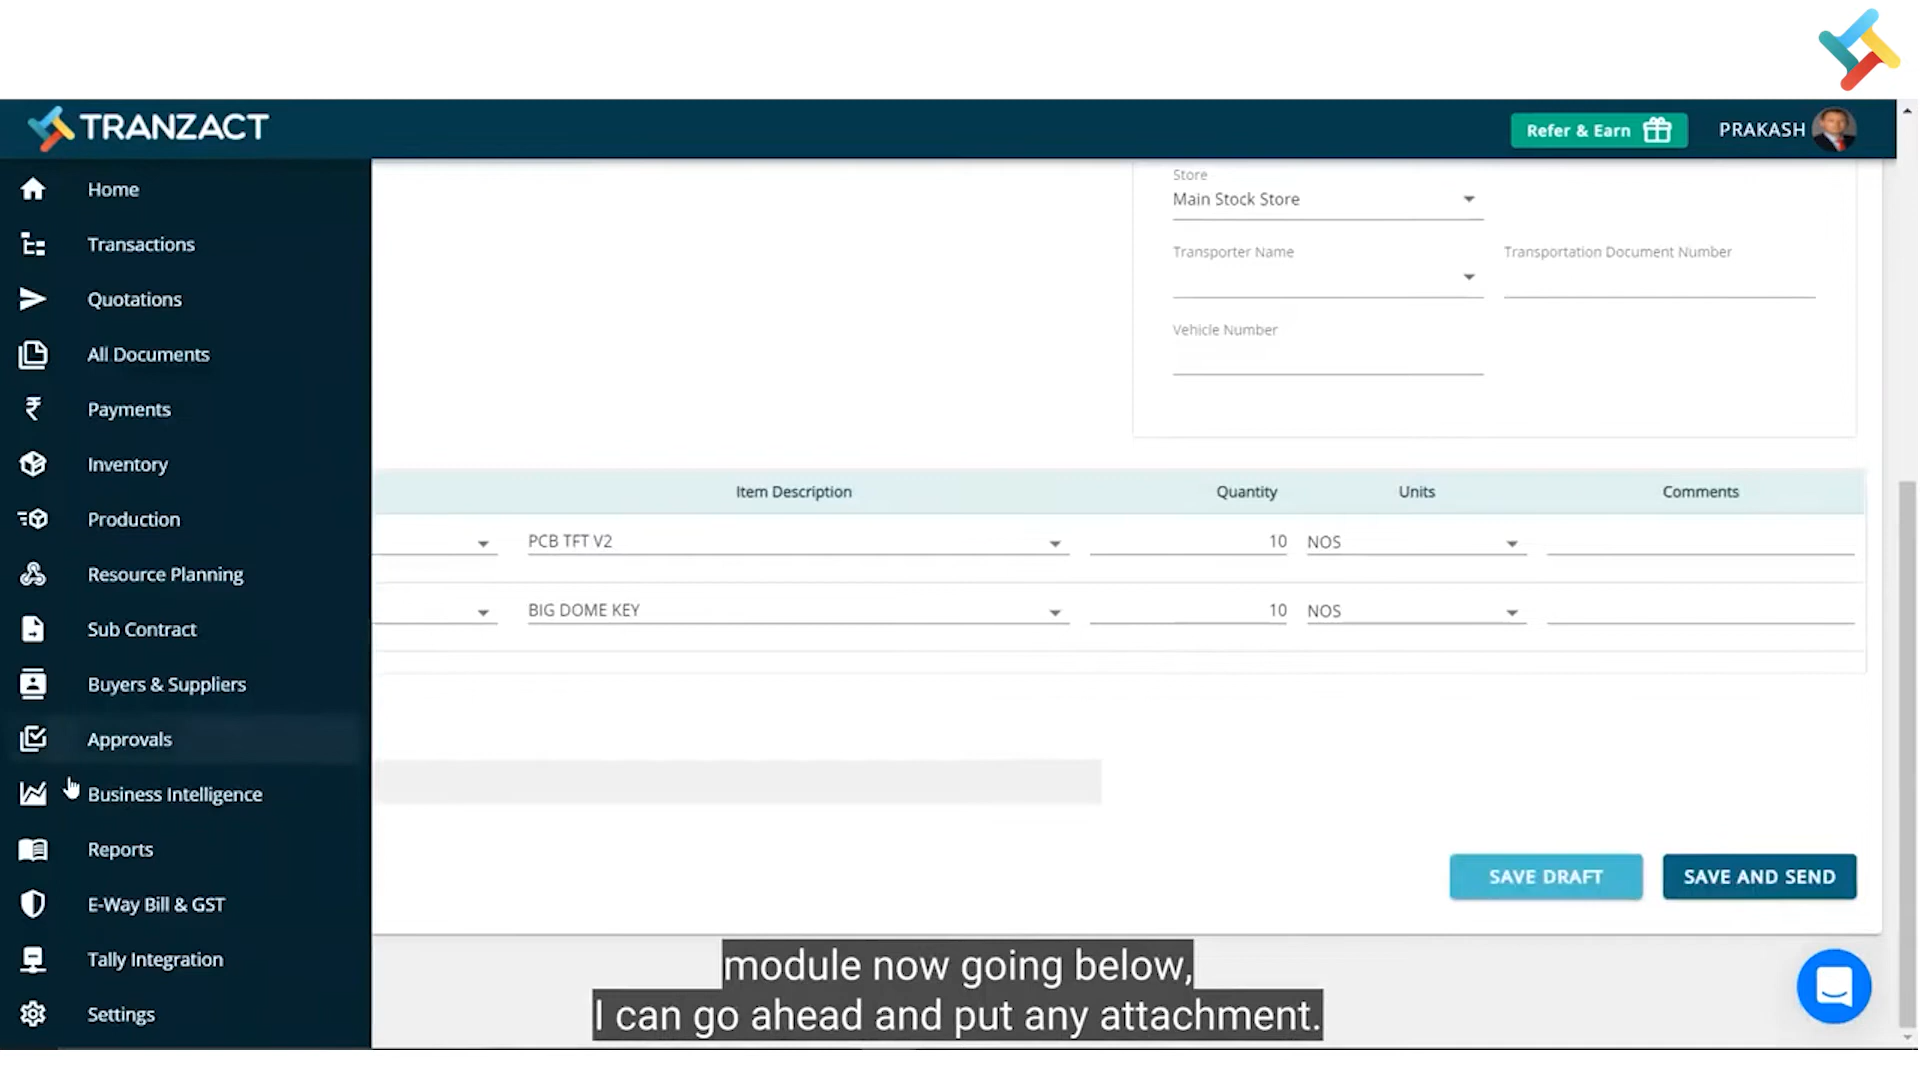 TRANZACT
Refer & Earn
PRAKASH
Home
Transactions
Quotations
All Documents
Payments
Inventory
Production
Resource Planning
Sub Contract
Buyers & Suppliers
Approvals
Business Intelligence
Reports
E-Way Bill & GST
Tally Integration
Settings
Store
Main Stock Store
Transporter Name
Transportation Document Number
Vehicle Number
Item Description Quantity Units Comments
PCB TFT V2 10 NOS
BIG DOME KEY 10 NOS
SAVE DRAFT
SAVE AND SEND
module now going below,
I can go ahead and put any attachment.